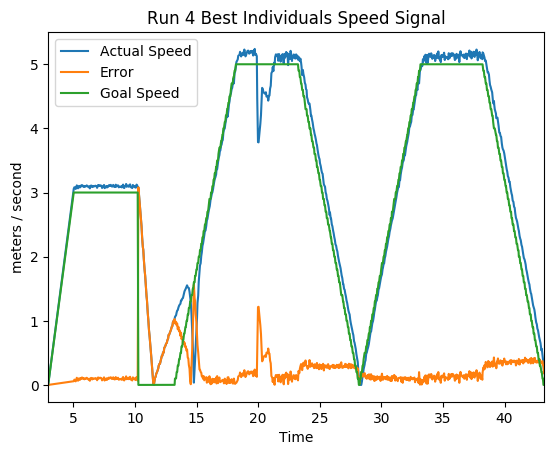 Run 4 Best Individuals Speed Signal
Actual Speed
Error
Goal Speed
meters / second
5
4
3
2
1
0
5 10 15 20 25 30 35 40
Time